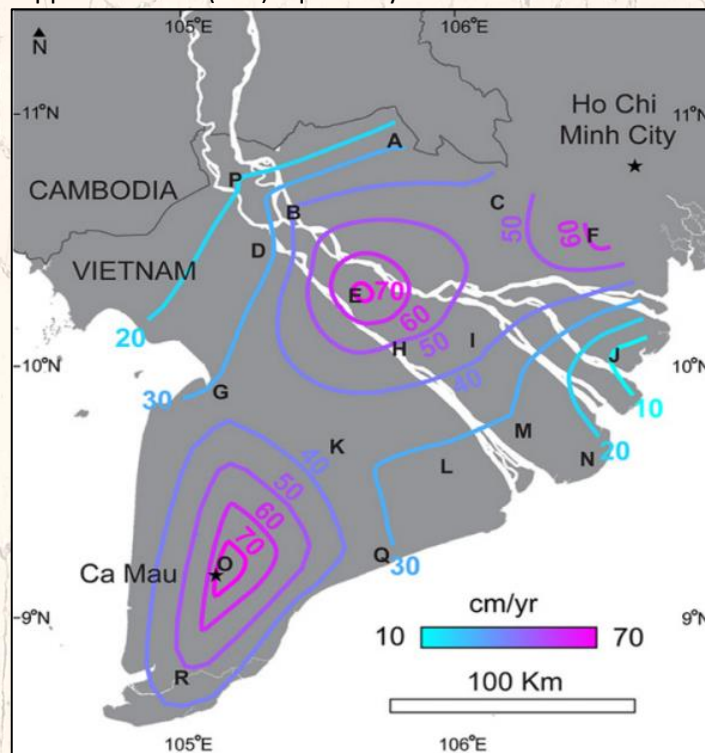 105°E 106°E
N
11°N 11°N
Ho Chi
Minh City
A
P
CAMBODIA
B
C
50
60
F
D
VIETNAM
E 70
60
50
H
I
20
J
10°N 10°N
40
30
G
10
M
20
K
40
L
N
50
60
70
O
Q
30
Ca Mau
cm/yr
9°N 9°N
10 70
R
100 Km
105°E 106°E